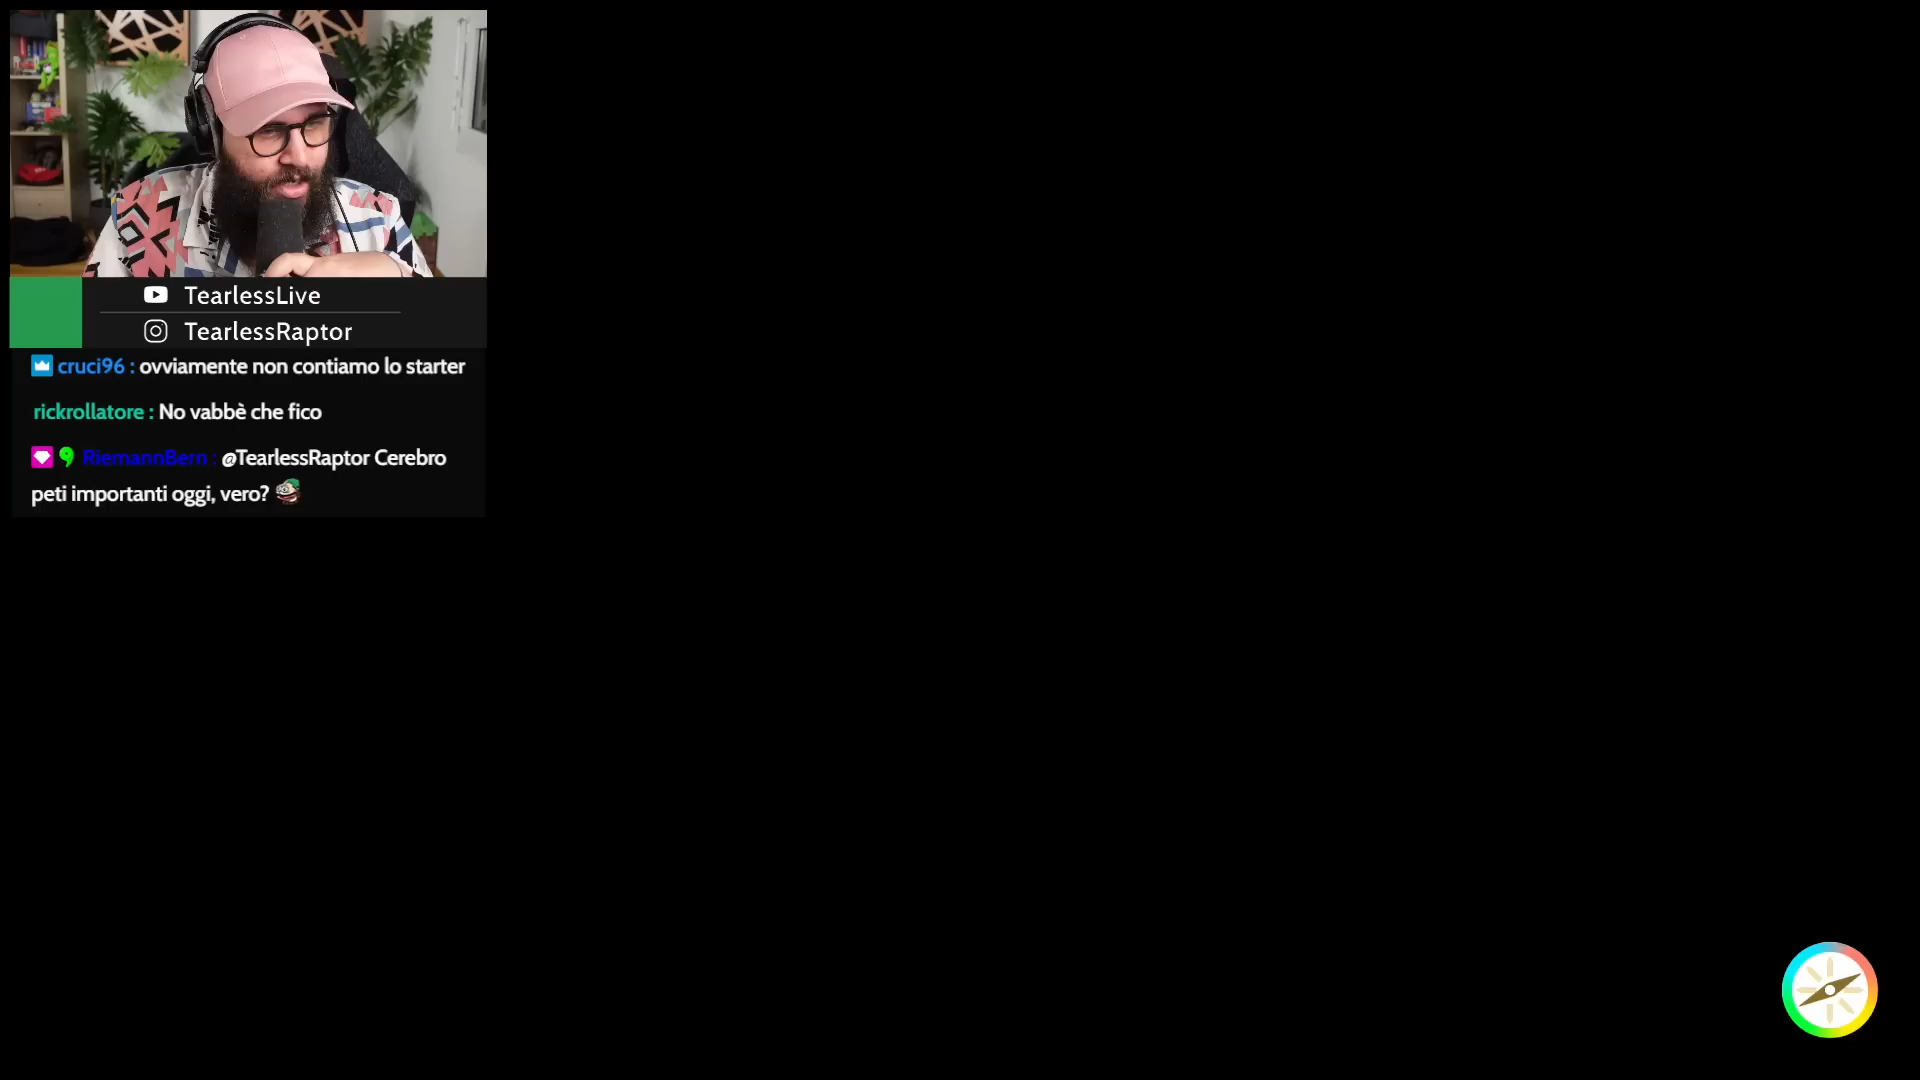 TearlessLive
TearlessRaptor
cruci96 : ovviamente non contiamo lo starter
rickrollatore : No vabbè che fico
RiemannBern : @TearlessRaptor Cerebro
peti importanti oggi, vero?